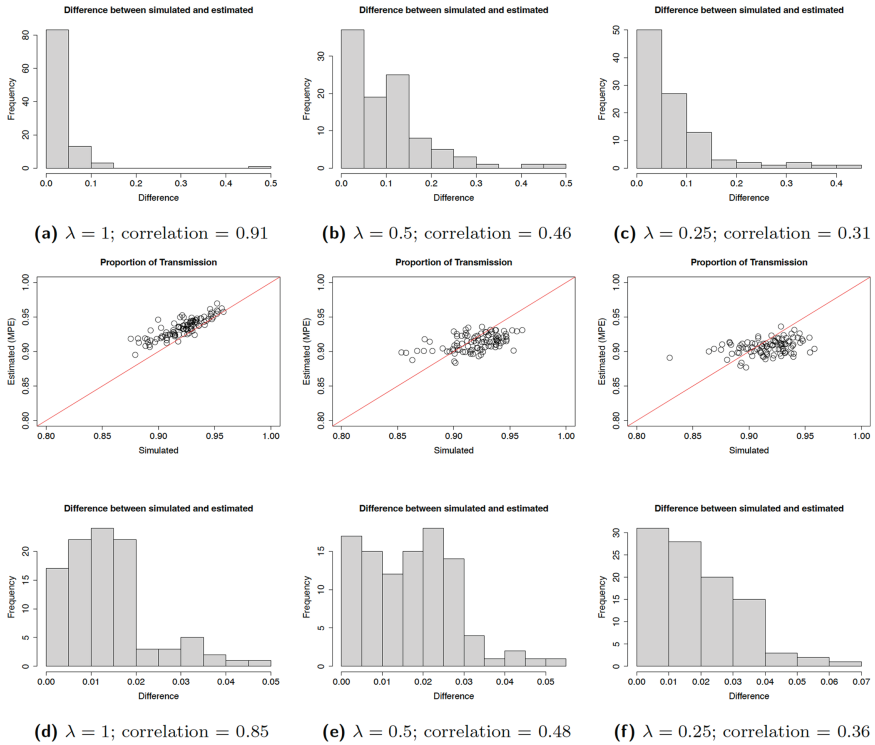 Difference between simulated and estimated
Frequency
0 20 40 60 80
0.0 0.1 0.2 0.3 0.4 0.5
Difference
Difference between simulated and estimated
Frequency
0 10 20 30
0.0 0.1 0.2 0.3 0.4 0.5
Difference
Difference between simulated and estimated
Frequency
0 10 20 30 40 50
0.0 0.1 0.2 0.3 0.4
Difference
(a) λ = 1; correlation = 0.91
(b) λ = 0.5; correlation = 0.46
(c) λ = 0.25; correlation = 0.31
Proportion of Transmission
Estimated (MPE)
0.80 0.85 0.90 0.95 1.00
0.80 0.85 0.90 0.95 1.00
Simulated
Proportion of Transmission
Estimated (MPE)
0.80 0.85 0.90 0.95 1.00
0.80 0.85 0.90 0.95 1.00
Simulated
Proportion of Transmission
Estimated (MPE)
0.80 0.85 0.90 0.95 1.00
0.80 0.85 0.90 0.95 1.00
Simulated
Difference between simulated and estimated
Frequency
0 5 10 15 20
0.00 0.01 0.02 0.03 0.04 0.05
Difference
Difference between simulated and estimated
Frequency
0 5 10 15
0.00 0.01 0.02 0.03 0.04 0.05
Difference
Difference between simulated and estimated
Frequency
0 5 10 15 20 25 30
0.00 0.01 0.02 0.03 0.04 0.05 0.06 0.07
Difference
(d) λ = 1; correlation = 0.85
(e) λ = 0.5; correlation = 0.48
(f) λ = 0.25; correlation = 0.36